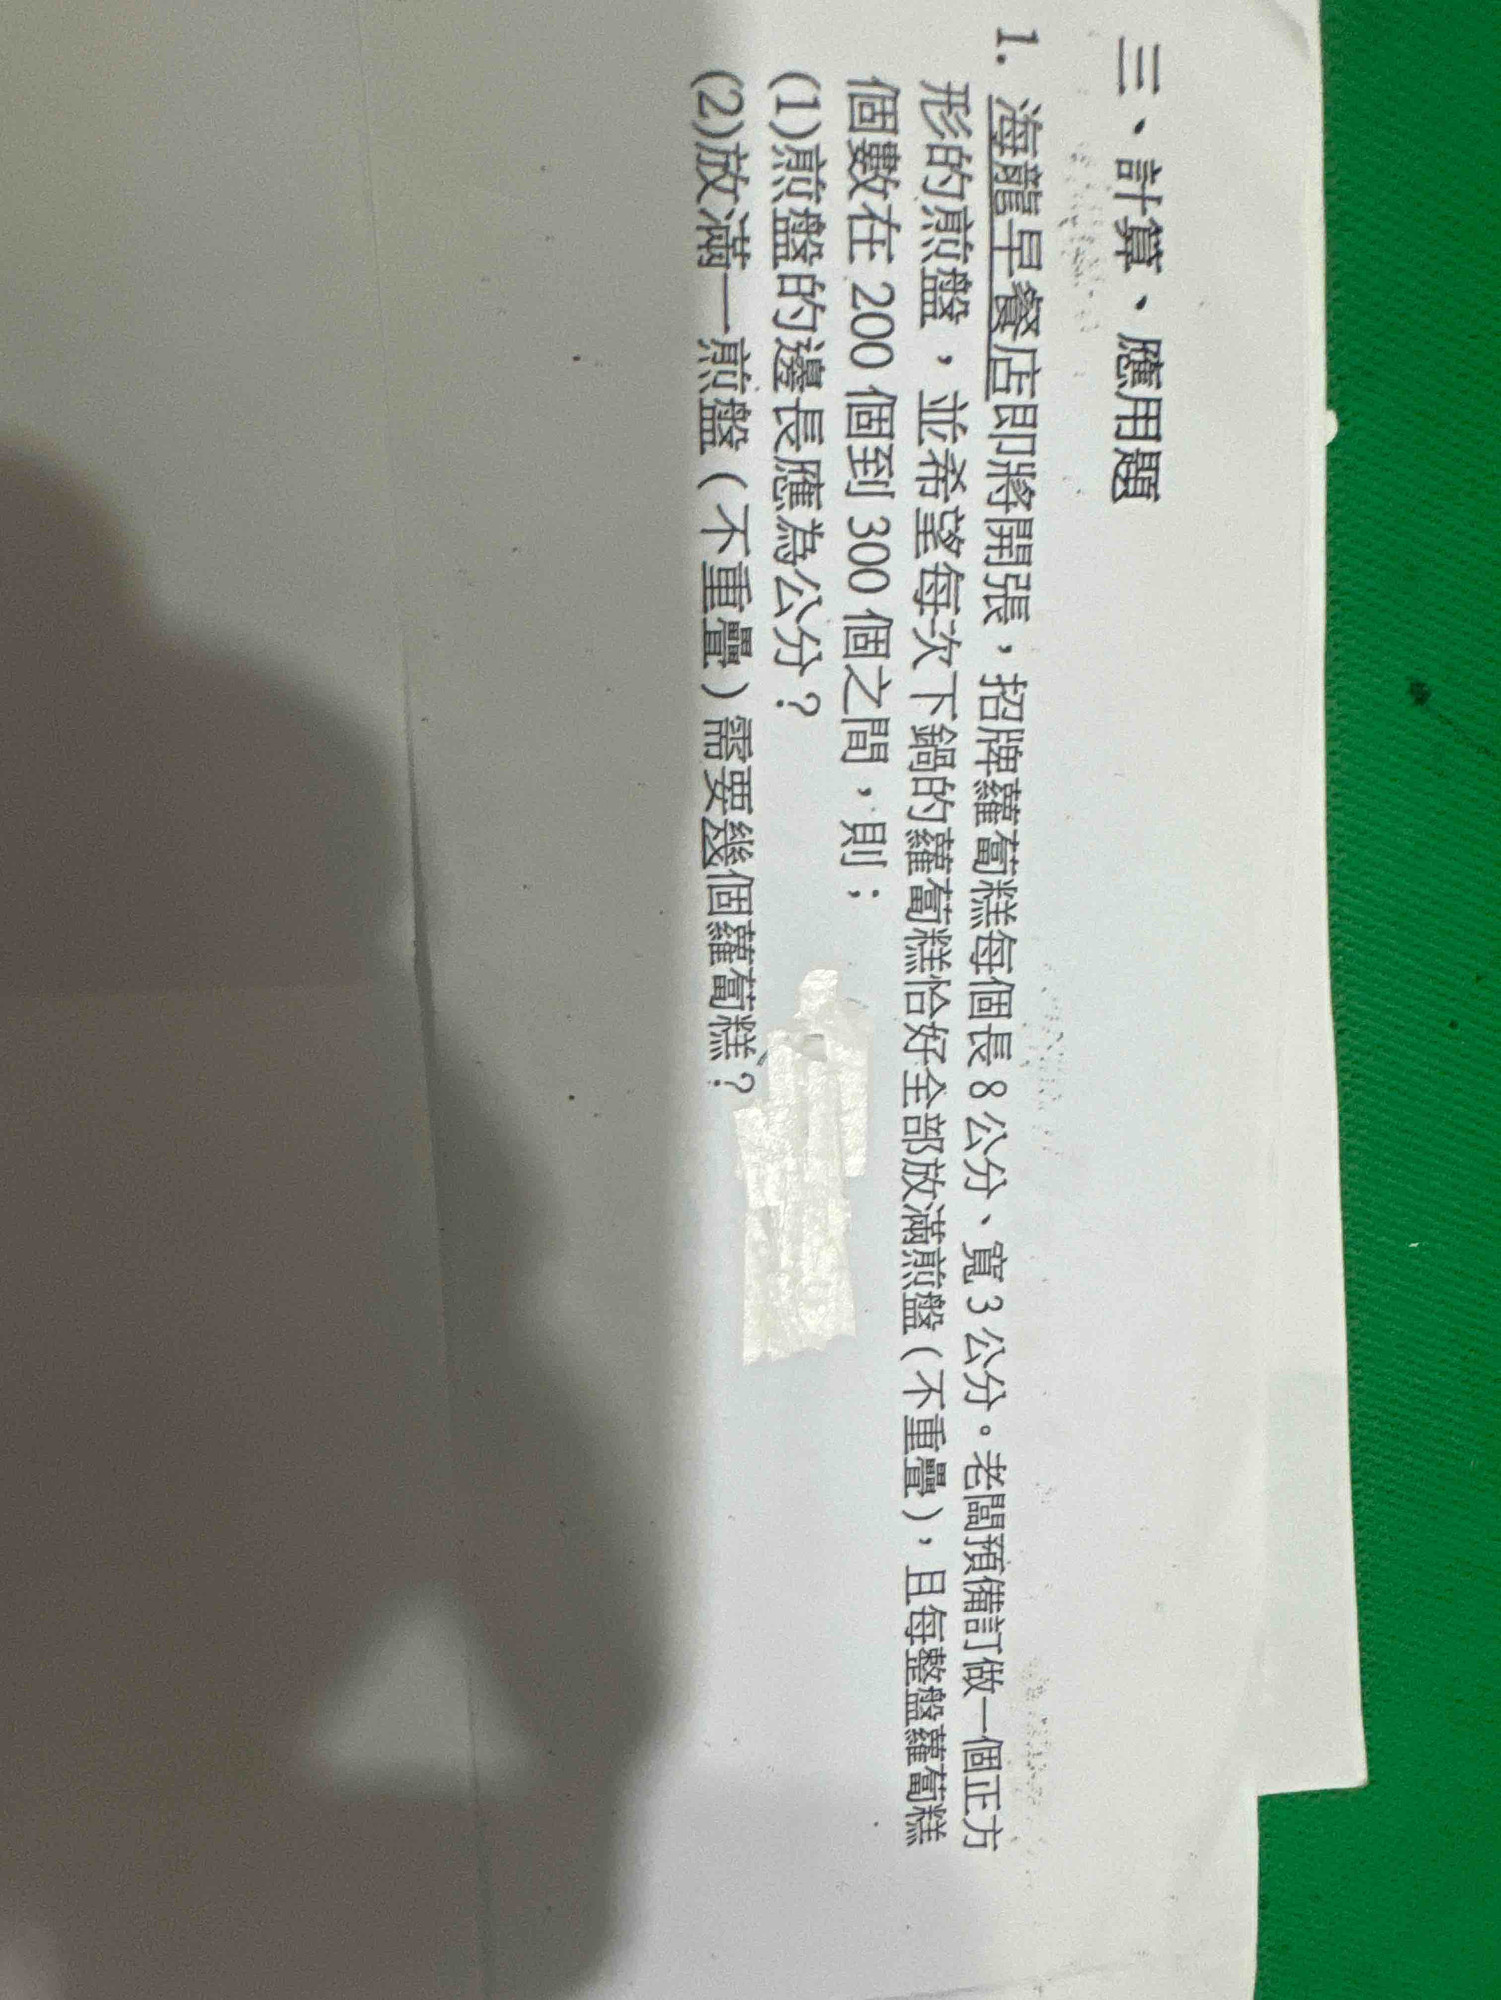 三、計算、應用題
1. 海龍早餐店即將開張，招牌蘿蔔糕每個長 8 公分、寬 3 公分。老闆預備訂做一個正方
形的煎盤，並希望每次下鍋的蘿蔔糕恰好全部放滿煎盤(不重疊)，且每整盤蘿蔔糕
個數在 200 個到 300 個之間，則；
(1)煎盤的邊長應為公分？
(2)放滿一煎盤(不重疊)需要幾個蘿蔔糕？